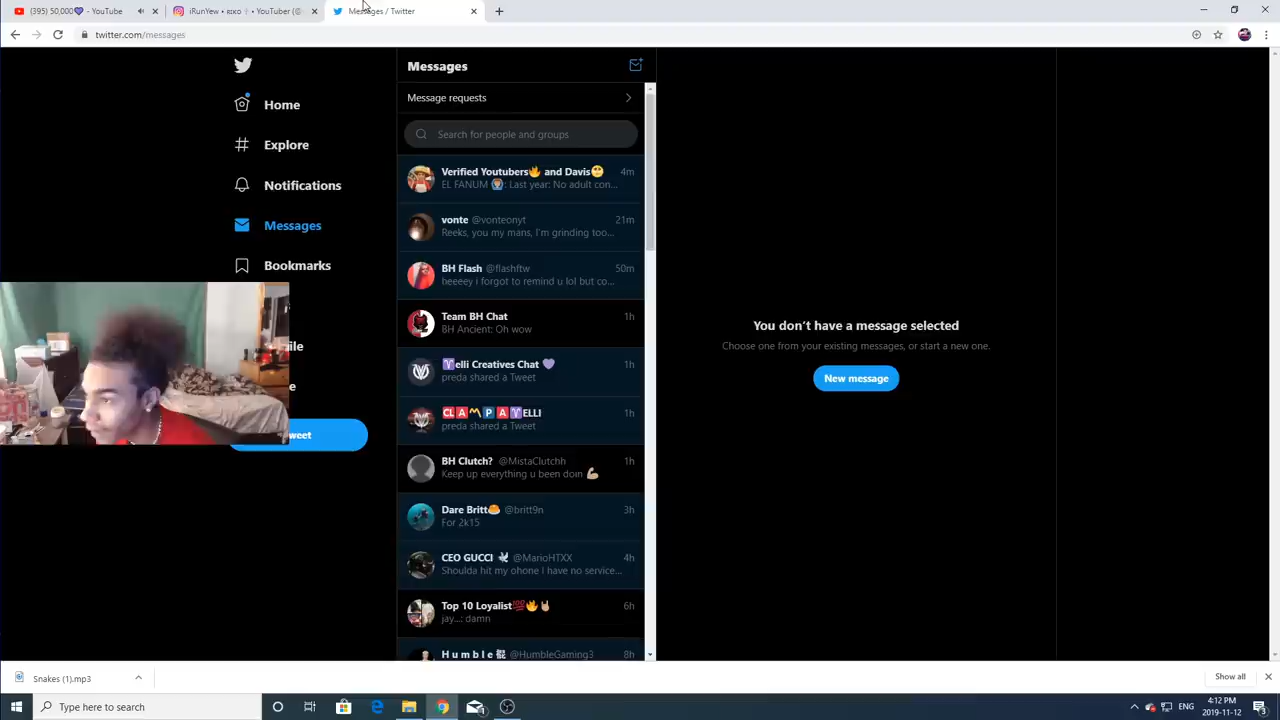 (395) 50,000💜 - YouTube
iRunYew • ʀɪᴋᴏ
• YouTuber (@
Messages / Twitter
twitter.com/messages
Messages
Message requests
Search for people and groups
Home
Explore
Notifications
Messages
Bookmarks
ile
e
weet
Verified Youtubers🔥 and Davis😬 4m
EL FANUM
: Last year: No adult con...
vonte @vonteonyt 21m
Reeks, you my mans, I'm grinding too...
BH Flash @flashftw 50m
heeeey i forgot to remind u lol but co...
Team BH Chat 1h
BH Ancient: Oh wow
♈elli Creatives Chat 💜 1h
preda shared a Tweet
🅰♈ELLI 1h
preda shared a Tweet
BH Clutch? @MistaClutchh 1h
Keep up everything u been doin 💪🏼
Dare Britt @britt9n 3h
For 2k15
CEO GUCCI 🕊 @MarioHTXX 4h
Shoulda hit my phone I have no service...
Top 10 Loyalist💯🔥🤘🏼 6h
jay...: damn
H u m b l e
@HumbleGaming3 8h
You don't have a message selected
Choose one from your existing messages, or start a new one.
New message
Snakes (1).mp3
Show all
Type here to search
ENG
4:12 PM
2019-11-12
3